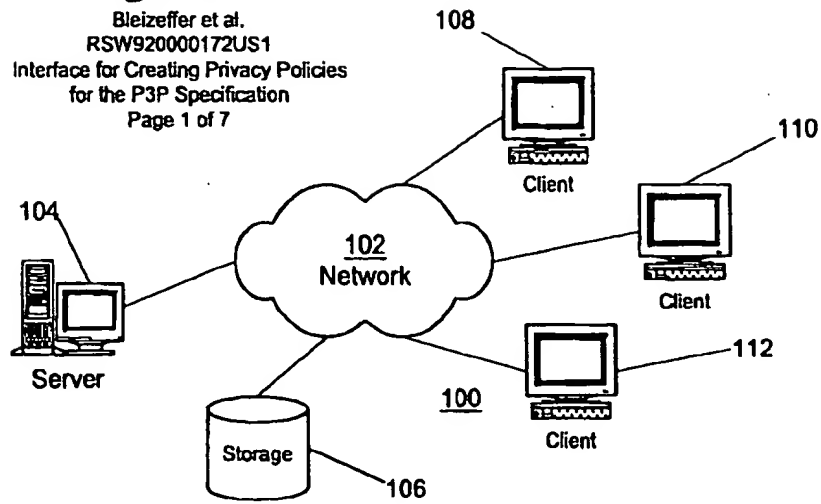 Bleizeffer et al.
RSW920000172US1
Interface for Creating Privacy Policies
for the P3P Specification
Page 1 of 7
108
Client
110
Client
104
Server
102
Network
112
Client
100
Storage
106